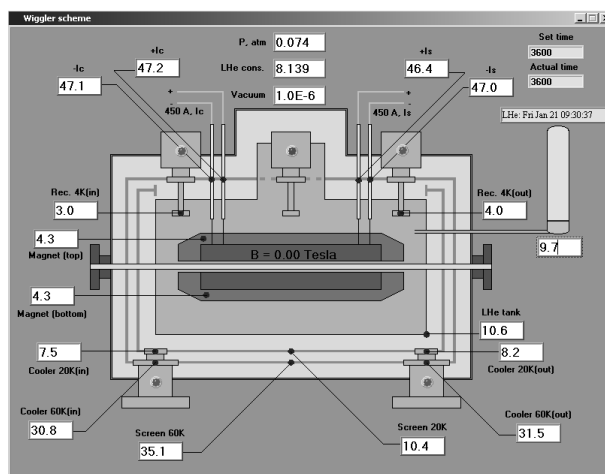 Wiggler scheme
P, atm 0.074
LHe cons. 8.139
Vacuum 1.0E-6
+Ic
47.2
-Ic
47.1
+Is
46.4
-Is
47.0
Set time
3600
Actual time
3600
LHe: Fri Jan 21 09:30:37
+
-
450 A, Ic
+
-
450 A, Is
Rec. 4K(in)
3.0
Rec. 4K(out)
4.0
4.3
Magnet (top)
B = 0.00 Tesla
9.7
4.3
Magnet (bottom)
LHe tank
10.6
7.5
Cooler 20K(in)
8.2
Cooler 20K(out)
Cooler 60K(in)
30.8
Screen 60K
35.1
Screen 20K
10.4
Cooler 60K(out)
31.5